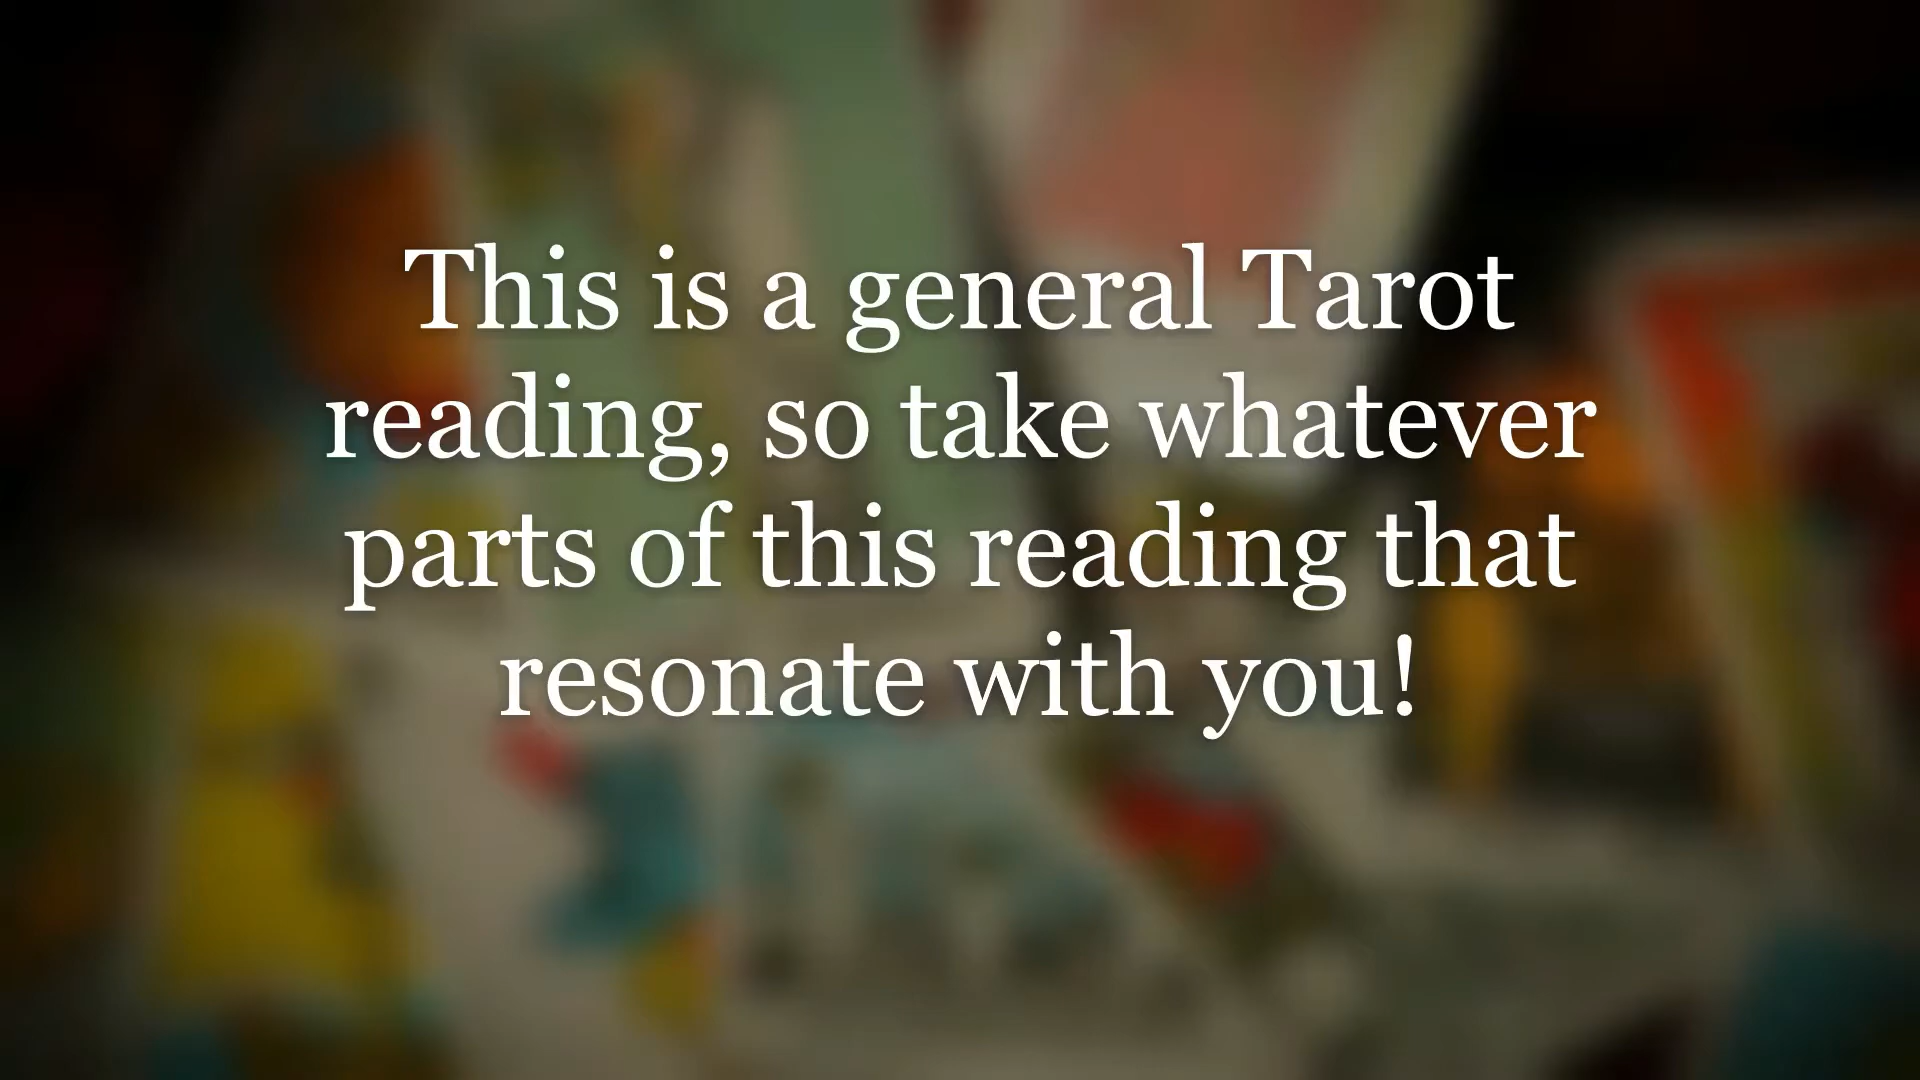 This is a general Tarot
reading, so take whatever
parts of this reading that
resonate with you!